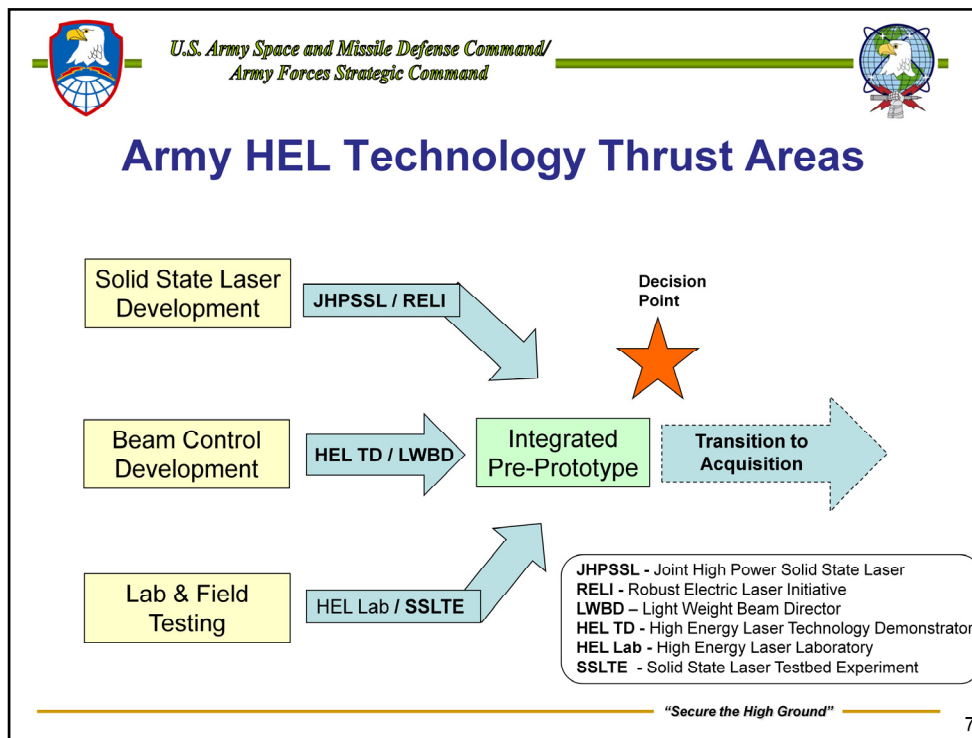 U.S. Army Space and Missile Defense Command/
Army Forces Strategic Command
Army HEL Technology Thrust Areas
Solid State Laser
Development
JHPSSL / RELI
Decision
Point
Beam Control
Development
HEL TD / LWBD
Integrated
Pre-Prototype
Transition to
Acquisition
Lab & Field
Testing
HEL Lab / SSLTE
JHPSSL - Joint High Power Solid State Laser
RELI - Robust Electric Laser Initiative
LWBD – Light Weight Beam Director
HEL TD - High Energy Laser Technology Demonstrator
HEL Lab - High Energy Laser Laboratory
SSLTE - Solid State Laser Testbed Experiment
“Secure the High Ground”
7